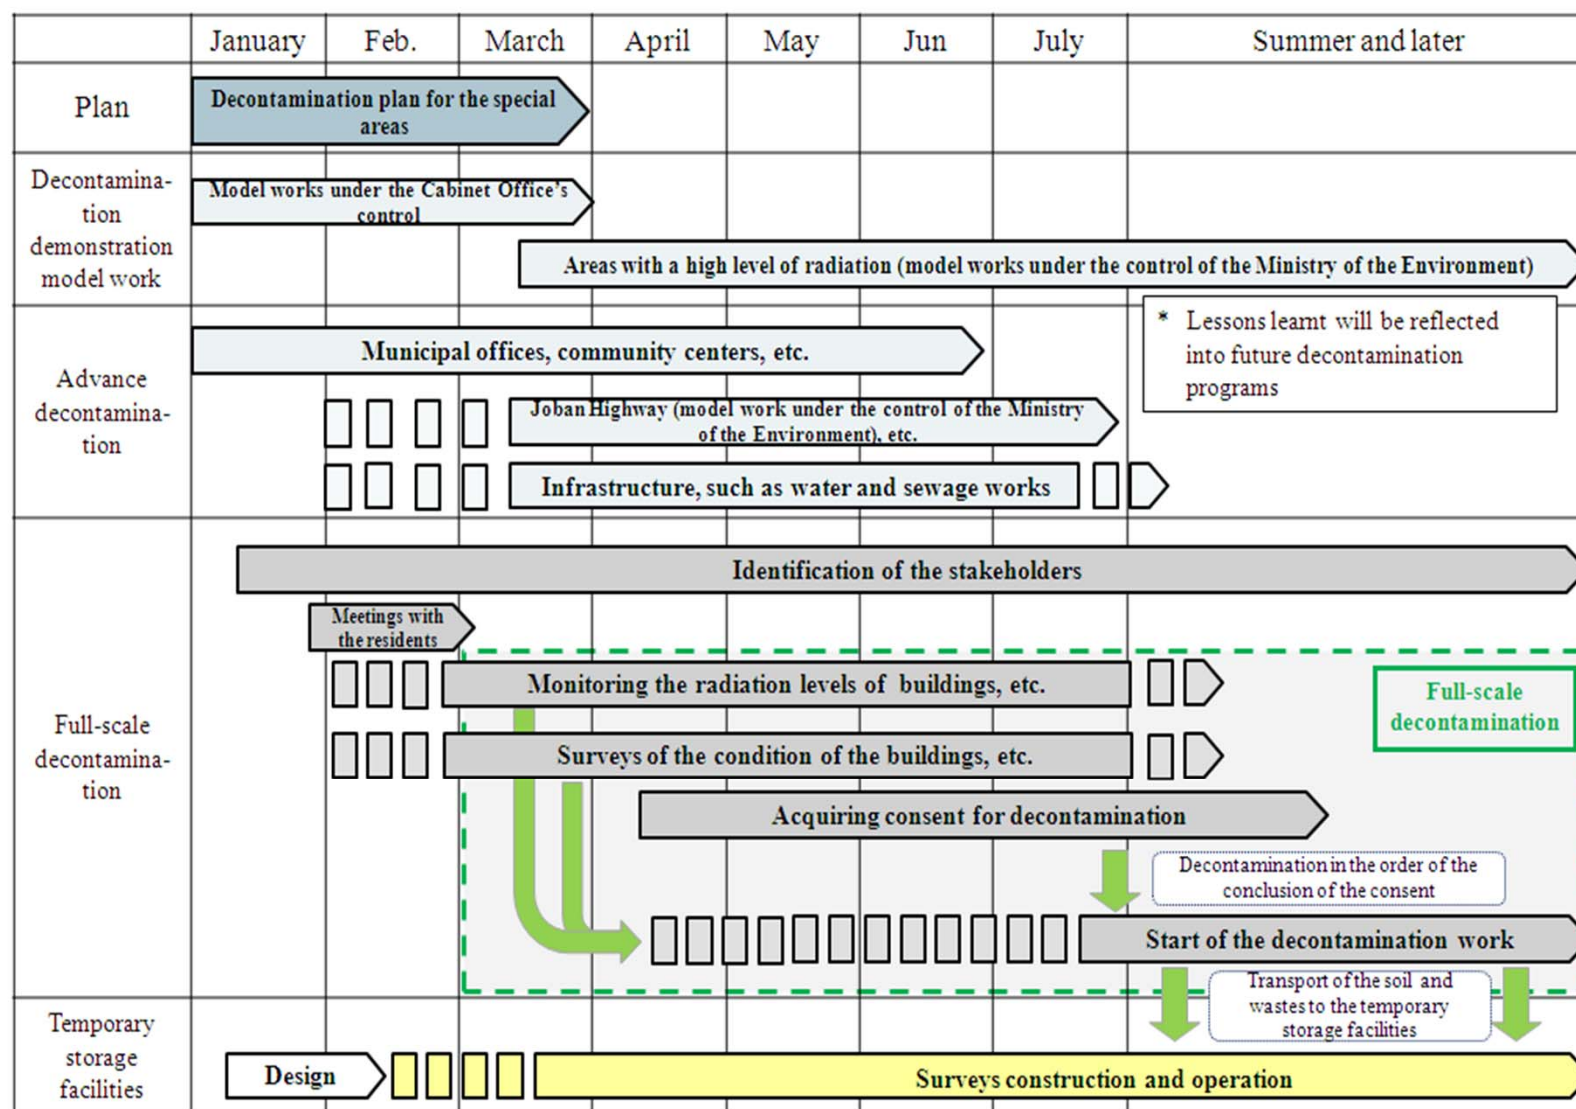 January Feb. March April May Jun July Summer and later
Plan
Decontamination plan for the special
areas
Decontamina-
tion
demonstration
model work
Model works under the Cabinet Office's
control
Areas with a high level of radiation (model works under the control of the Ministry of the Environment)
* Lessons learnt will be reflected
into future decontamination
programs
Advance
decontamina-
tion
Municipal offices, community centers, etc.
Joban Highway (model work under the control of the Ministry
of the Environment), etc.
Infrastructure, such as water and sewage works
Full-scale
decontamina-
tion
Identification of the stakeholders
Meetings with
the residents
Monitoring the radiation levels of buildings, etc.
Full-scale
decontamination
Surveys of the condition of the buildings, etc.
Acquiring consent for decontamination
Decontamination in the order of the
conclusion of the consent
Start of the decontamination work
Transport of the soil and
wastes to the temporary
storage facilities
Temporary
storage
facilities
Design
Surveys construction and operation